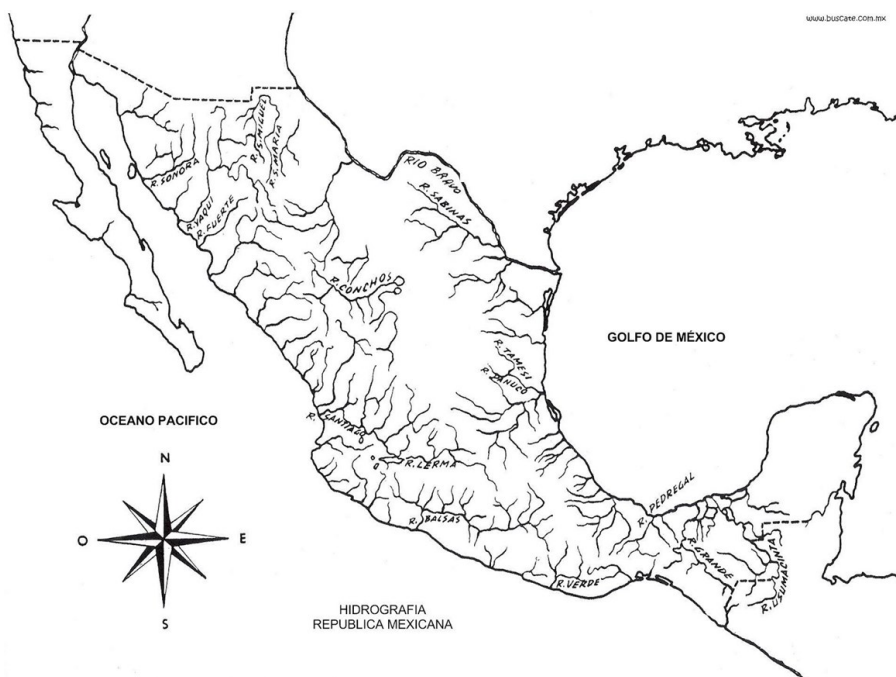 www.buscate.com.mx
R.S.MIGUEL
R.S.MARIA
R.SONORA
RIO BRAVO
R.SABINAS
R.YAQUI
R.FUERTE
R.CONCHOS
GOLFO DE MÉXICO
R.TAMESI
R.PANUCO
OCEANO PACIFICO
R. SANTIAGO
R.LERMA
N
O
E
S
R. BALSAS
R. PEDREGAL
R.GRANDE
R.USUMACINTA
R.VERDE
HIDROGRAFIA
REPUBLICA MEXICANA